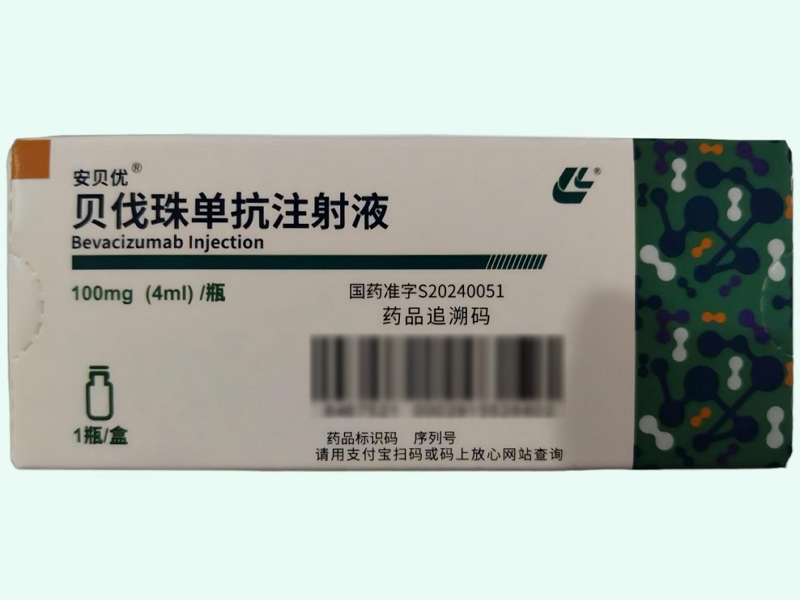 安贝优®
贝伐珠单抗注射液
Bevacizumab Injection
100mg (4ml) /瓶
国药准字S20240051
药品追溯码
®
1瓶/盒
药品标识码 序列号
请用支付宝扫码或码上放心网站查询